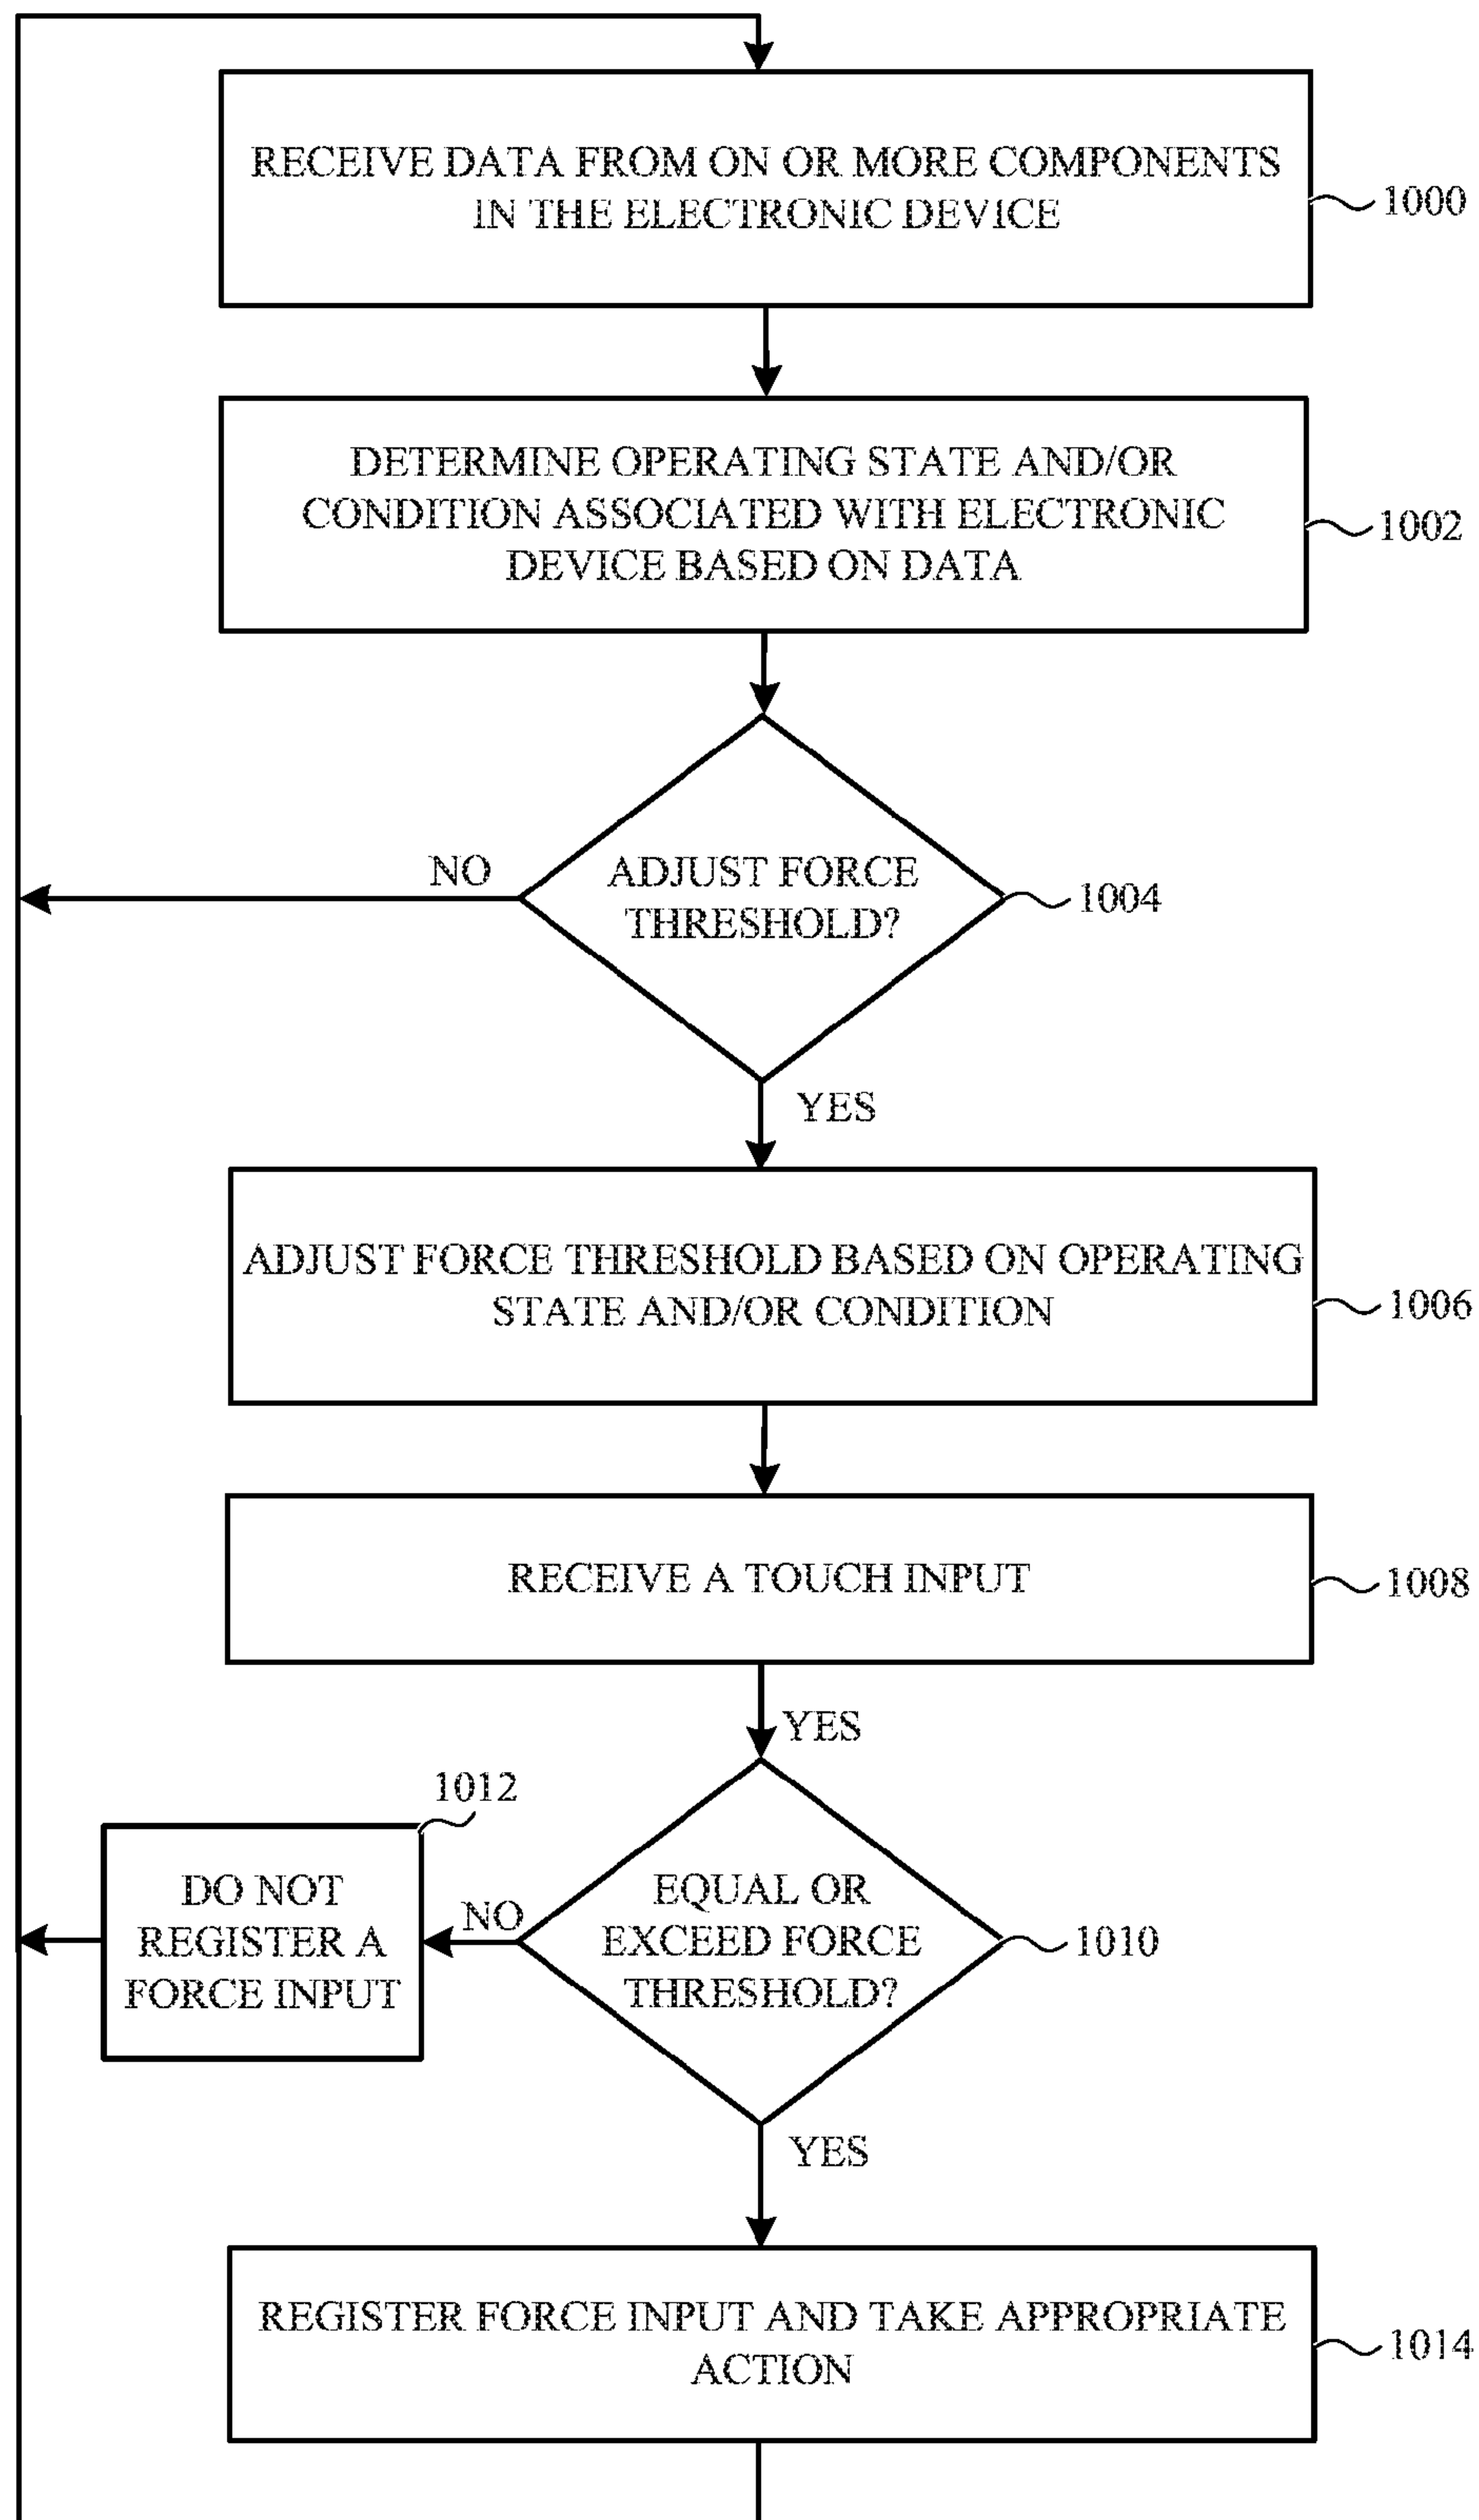 RECEIVE DATA FROM ON OR MORE COMPONENTS
IN THE ELECTRONIC DEVICE
1000
DETERMINE OPERATING STATE AND/OR
CONDITION ASSOCIATED WITH ELECTRONIC
DEVICE BASED ON DATA
1002
NO
ADJUST FORCE
THRESHOLD?
1004
YES
ADJUST FORCE THRESHOLD BASED ON OPERATING
STATE AND/OR CONDITION
1006
RECEIVE A TOUCH INPUT
1008
YES
1012
DO NOT
REGISTER A
FORCE INPUT
NO
EQUAL OR
EXCEED FORCE
THRESHOLD?
1010
YES
REGISTER FORCE INPUT AND TAKE APPROPRIATE
ACTION
1014